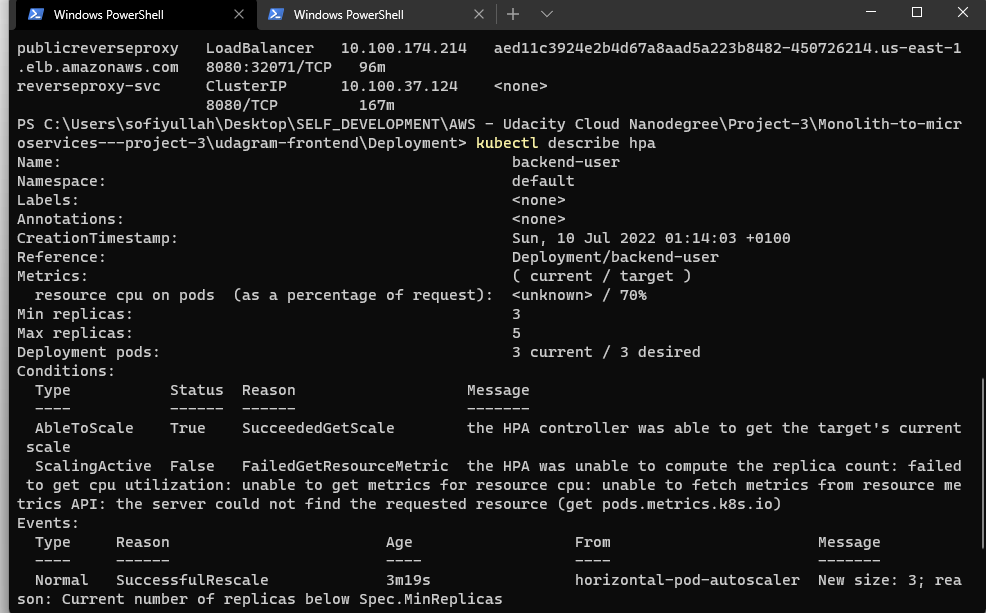 Windows PowerShell
Windows PowerShell
publicreverseproxy   LoadBalancer   10.100.174.214   aed11c3924e2b4d67a8aad5a223b8482-450726214.us-east-1
.elb.amazonaws.com   8080:32071/TCP   96m
reverseproxy-svc     ClusterIP      10.100.37.124    <none>
8080/TCP         167m
PS C:\Users\sofiyullah\Desktop\SELF_DEVELOPMENT\AWS - Udacity Cloud Nanodegree\Project-3\Monolith-to-micr
oservices---project-3\udagram-frontend\Deployment> kubectl describe hpa
Name:                                                  backend-user
Namespace:                                             default
Labels:                                                <none>
Annotations:                                           <none>
CreationTimestamp:                                     Sun, 10 Jul 2022 01:14:03 +0100
Reference:                                             Deployment/backend-user
Metrics:                                               ( current / target )
resource cpu on pods  (as a percentage of request):  <unknown> / 70%
Min replicas:                                          3
Max replicas:                                          5
Deployment pods:                                       3 current / 3 desired
Conditions:
Type           Status  Reason                   Message
----           ------  ------                   -------
AbleToScale    True    SucceededGetScale        the HPA controller was able to get the target's current
scale
ScalingActive  False   FailedGetResourceMetric  the HPA was unable to compute the replica count: failed
to get cpu utilization: unable to get metrics for resource cpu: unable to fetch metrics from resource me
trics API: the server could not find the requested resource (get pods.metrics.k8s.io)
Events:
Type     Reason                        Age                  From                       Message
----     ------                        ----                 ----                       -------
Normal   SuccessfulRescale             3m19s                horizontal-pod-autoscaler  New size: 3; rea
son: Current number of replicas below Spec.MinReplicas